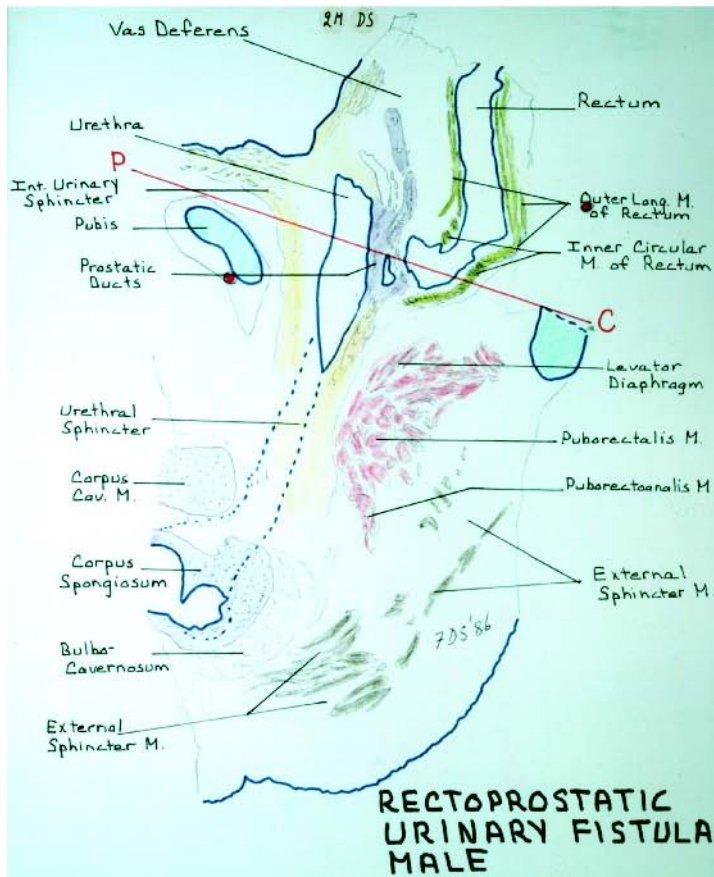 2M DS
Vas Deferens
Rectum
Urethra
P
Int. Urinary
Sphincter
Outer Long. M.
of Rectum
Pubis
Inner Circular
M. of Rectum
Prostatic
Ducts
C
Levator
Diaphragm
Urethral
Sphincter
Puborectalis M.
Corpus
Cav. M.
Puborectoanalis M
Corpus
Spongiosum
External
Sphincter M.
7DS'86
Bulbo-
Cavernosum
External
Sphincter M.
RECTOPROSTATIC
URINARY FISTULA
MALE